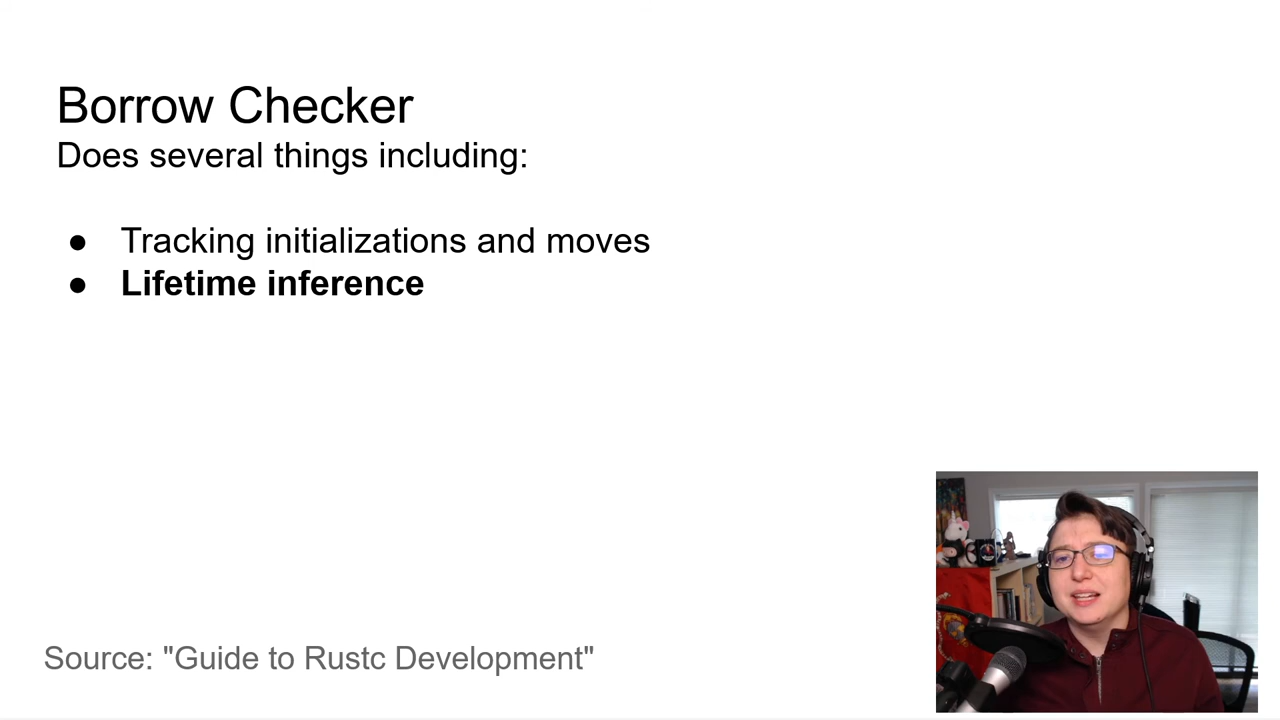 Borrow Checker
Does several things including:
● Tracking initializations and moves
● Lifetime inference
Source: "Guide to Rustc Development"